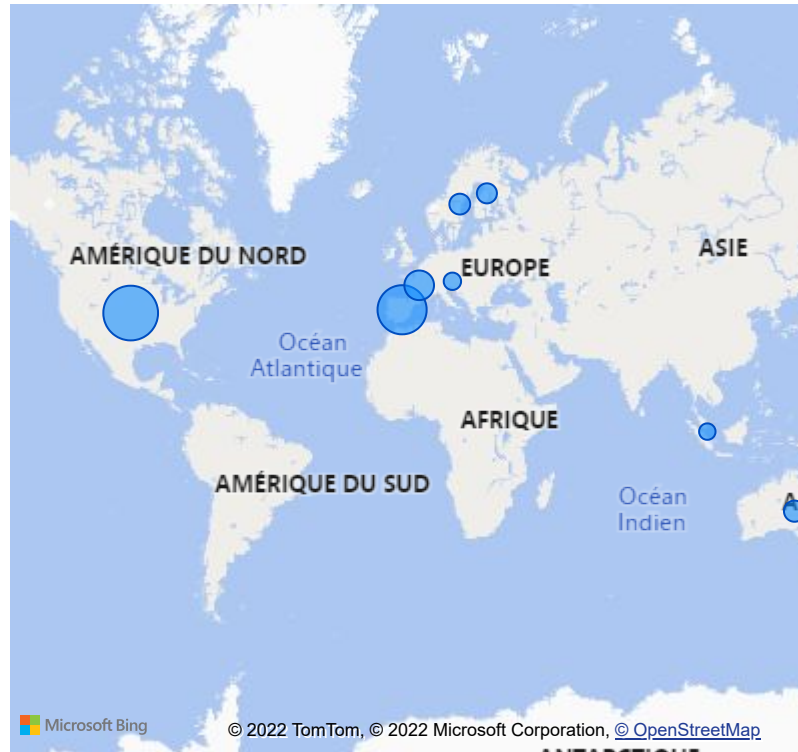 AMÉRIQUE DU NORD
ASIE
EUROPE
Océan
Atlantique
AFRIQUE
AMÉRIQUE DU SUD
Océan
Indien
A
Microsoft Bing
© 2022 TomTom, © 2022 Microsoft Corporation, © OpenStreetMap